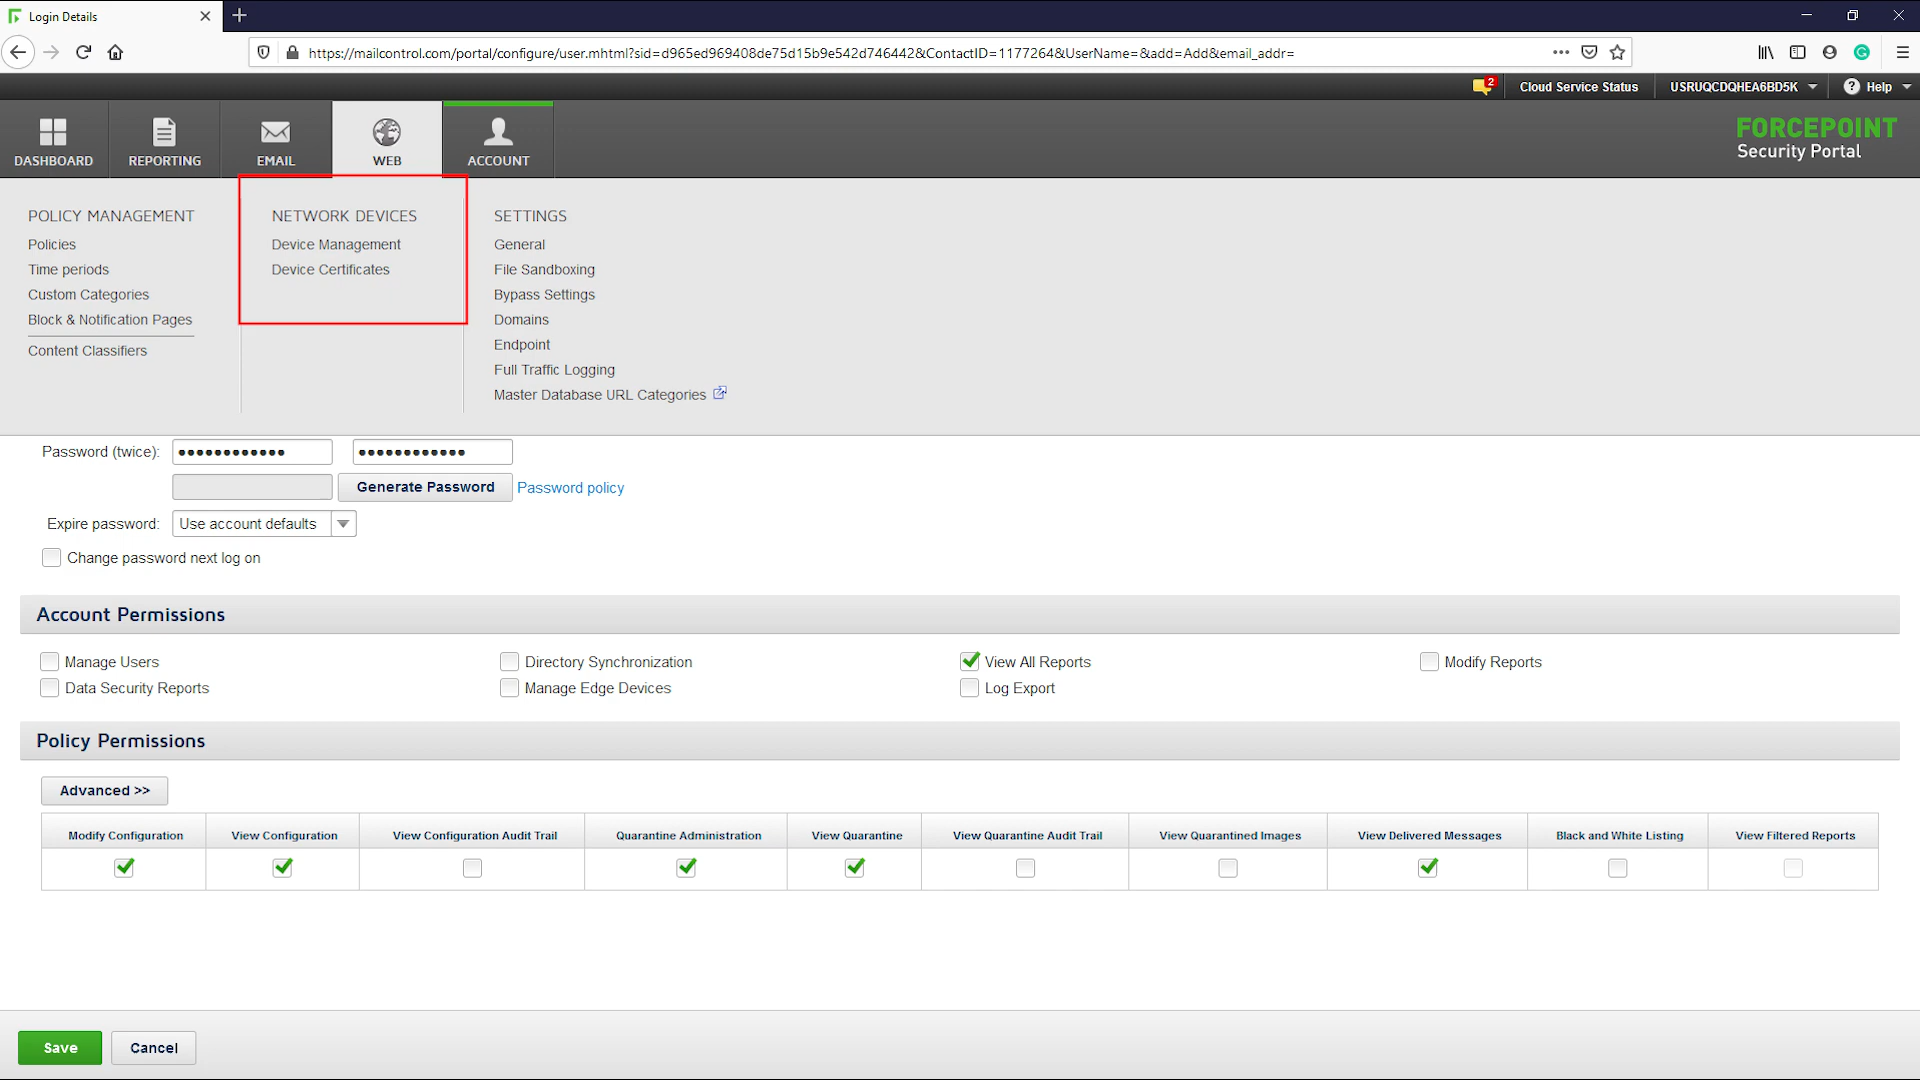 Login Details
https://mailcontrol.com/portal/configure/user.mhtml?sid=d965ed969408de75d15b9e542d746442&ContactID=1177264&UserName=&add=Add&email_addr=
2
Cloud Service Status
USRUQCDQHEA6BD5K
Help
DASHBOARD
REPORTING
EMAIL
WEB
ACCOUNT
FORCEPOINT
Security Portal
POLICY MANAGEMENT
Policies
Time periods
Custom Categories
Block & Notification Pages
Content Classifiers
NETWORK DEVICES
Device Management
Device Certificates
SETTINGS
General
File Sandboxing
Bypass Settings
Domains
Endpoint
Full Traffic Logging
Master Database URL Categories
Password (twice):
Generate Password
Password policy
Expire password:
Use account defaults
Change password next log on
Account Permissions
Manage Users
Directory Synchronization
View All Reports
Modify Reports
Data Security Reports
Manage Edge Devices
Log Export
Policy Permissions
Advanced >>
Modify Configuration
View Configuration
View Configuration Audit Trail
Quarantine Administration
View Quarantine
View Quarantine Audit Trail
View Quarantined Images
View Delivered Messages
Black and White Listing
View Filtered Reports
Save
Cancel